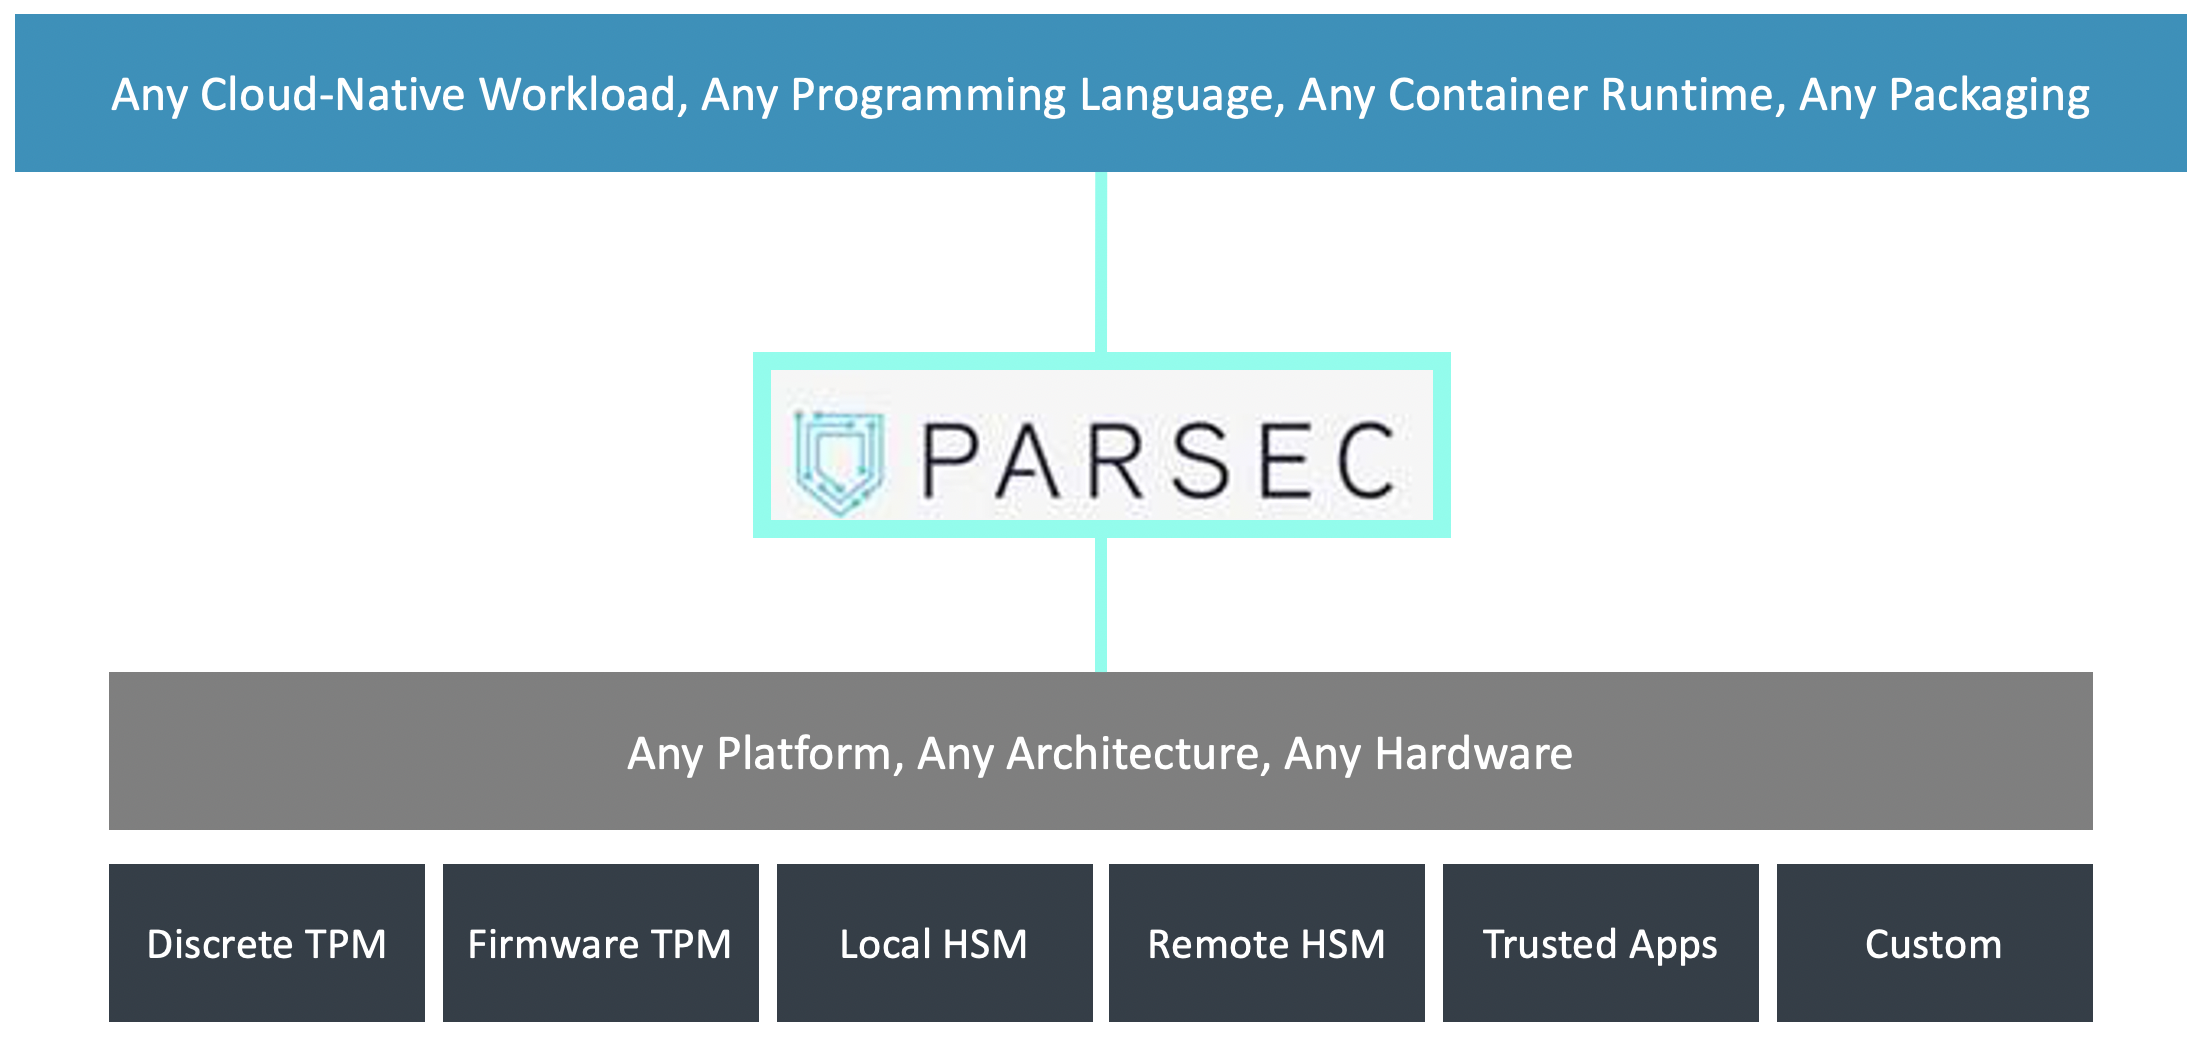 Any Cloud-Native Workload, Any Programming Language, Any Container Runtime, Any Packaging
PARSEC
Any Platform, Any Architecture, Any Hardware
Discrete TPM
Firmware TPM
Local HSM
Remote HSM
Trusted Apps
Custom